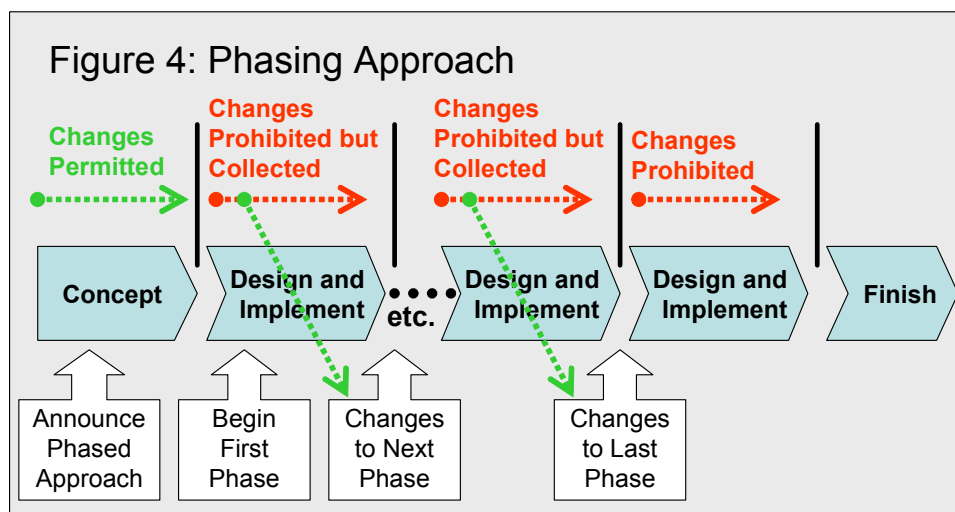 Figure 4: Phasing Approach
Changes
Permitted
Changes
Prohibited but
Collected
Changes
Prohibited but
Collected
Changes
Prohibited
Concept
Design and
Implement
etc.
Design and
Implement
Design and
Implement
Finish
Announce
Phased
Approach
Begin
First
Phase
Changes
to Next
Phase
Changes
to Last
Phase